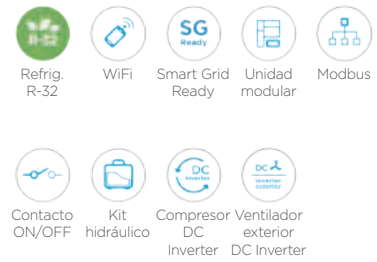 R-32
SG
Ready
Refrig.
R-32
WiFi
Smart Grid
Ready
Unidad
modular
Modbus
DC
Inverter
DC
Inverter
exterior
Contacto
ON/OFF
Kit
hidráulico
Compresor
DC
Inverter
Ventilador
exterior
DC Inverter